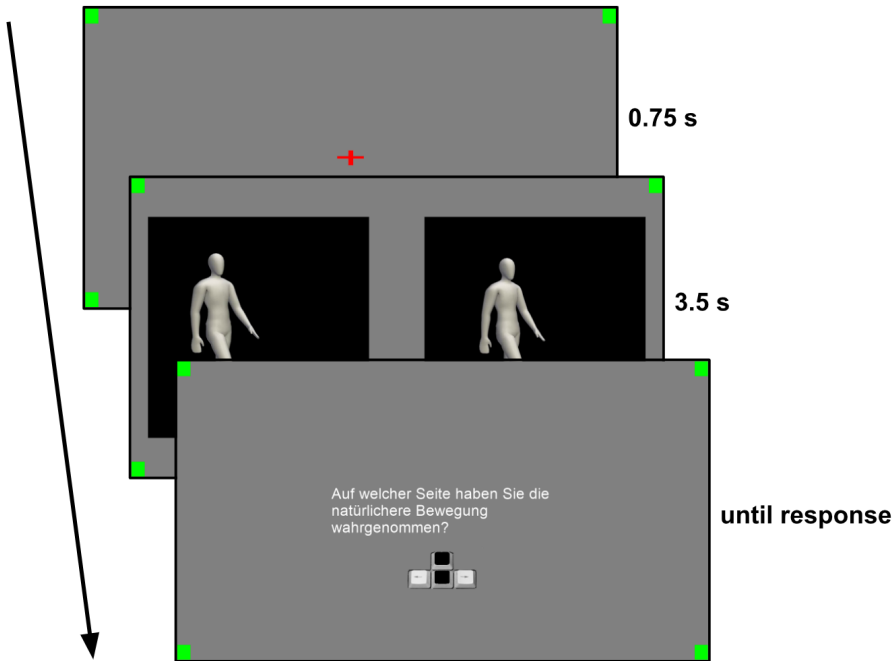 0.75 s
3.5 s
Auf welcher Seite haben Sie die
natürlichere Bewegung
wahrgenommen?
until response